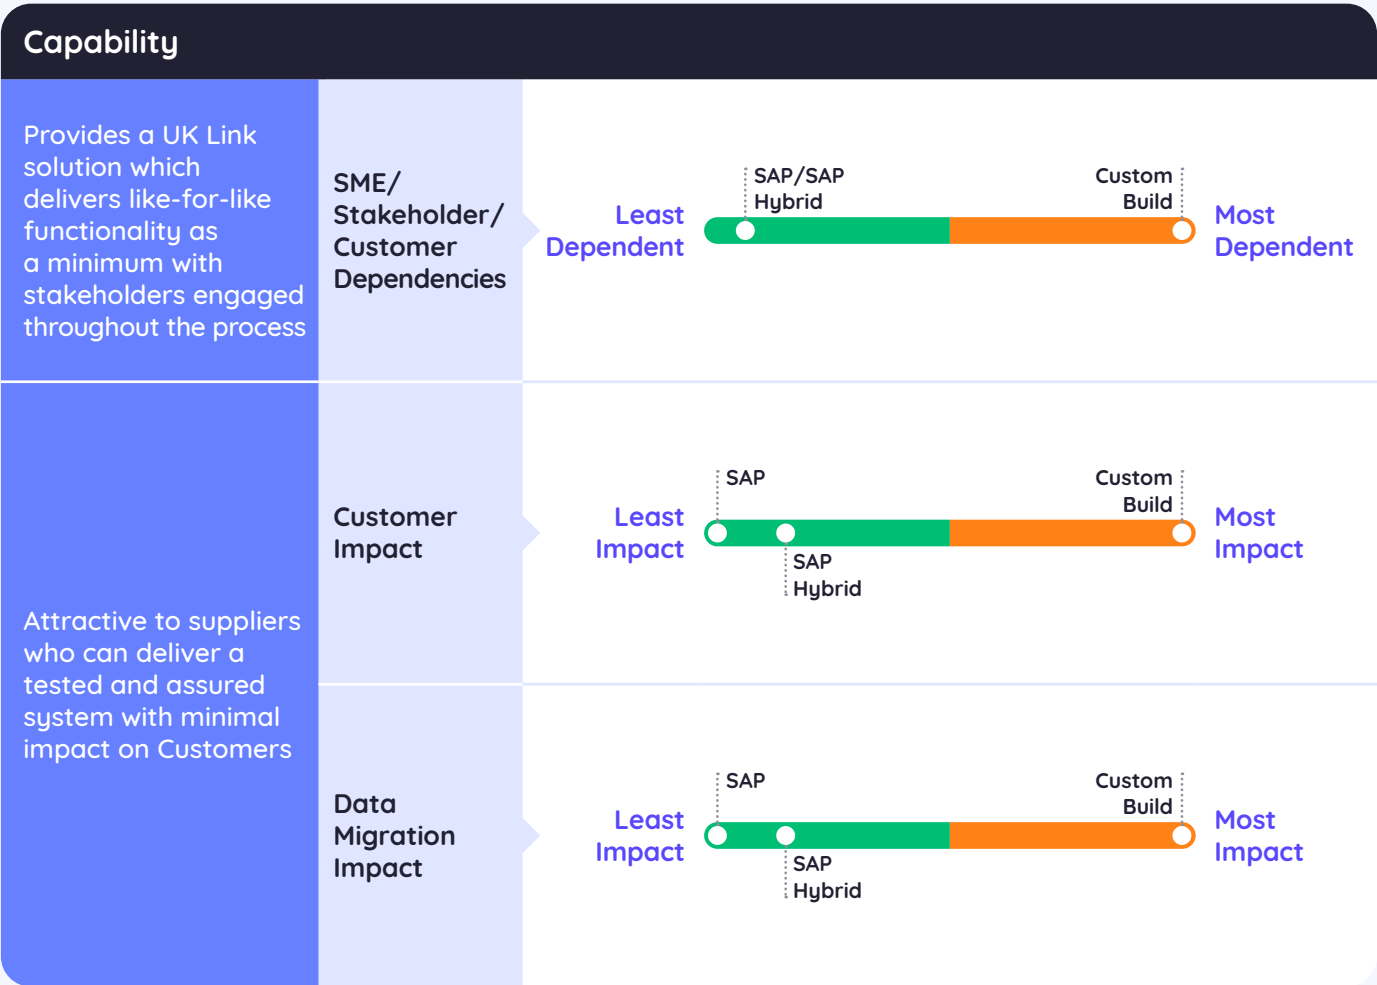 Capability
Provides a UK Link
solution which
delivers like-for-like
functionality as
a minimum with
stakeholders engaged
throughout the process
SME/
Stakeholder/
Customer
Dependencies
Least
Dependent
SAP/SAP
Hybrid
Custom
Build
Most
Dependent
Attractive to suppliers
who can deliver a
tested and assured
system with minimal
impact on Customers
Customer
Impact
Least
Impact
SAP
SAP
Hybrid
Custom
Build
Most
Impact
Data
Migration
Impact
Least
Impact
SAP
SAP
Hybrid
Custom
Build
Most
Impact